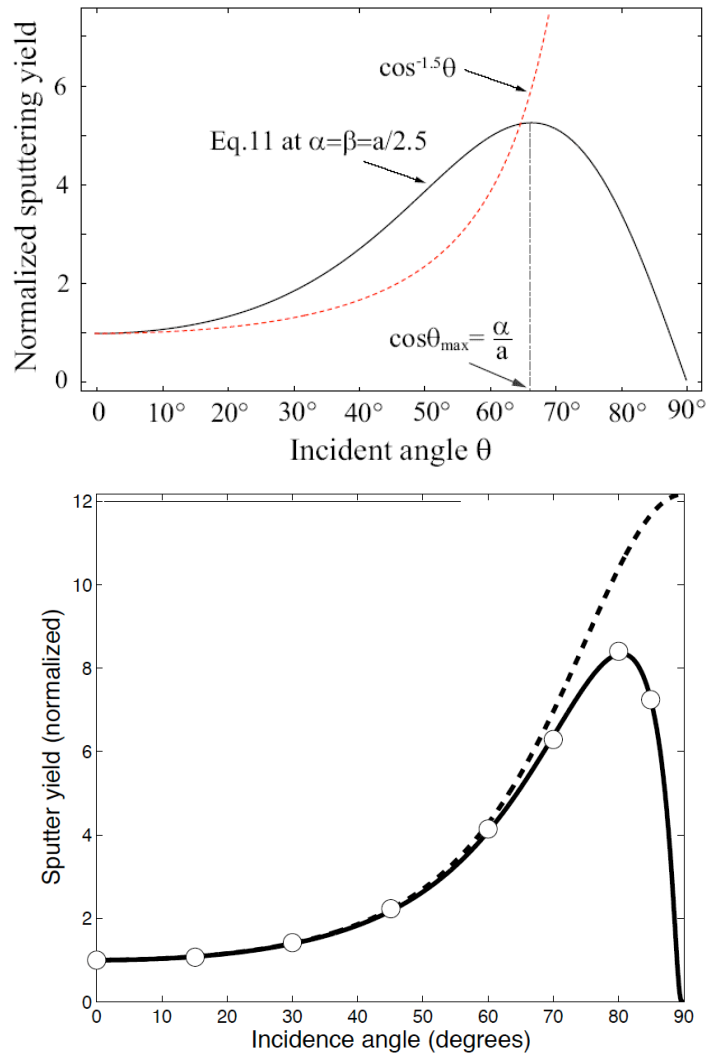 Normalized sputtering yield
6
4
2
1
0
cos⁻¹·⁵θ
Eq.11 at α=β=a/2.5
cosθmax= α/a
0 10° 20° 30° 40° 50° 60° 70° 80° 90°
Incident angle θ
Sputter yield (normalized)
12
10
8
6
4
2
0
0 10 20 30 40 50 60 70 80 90
Incidence angle (degrees)